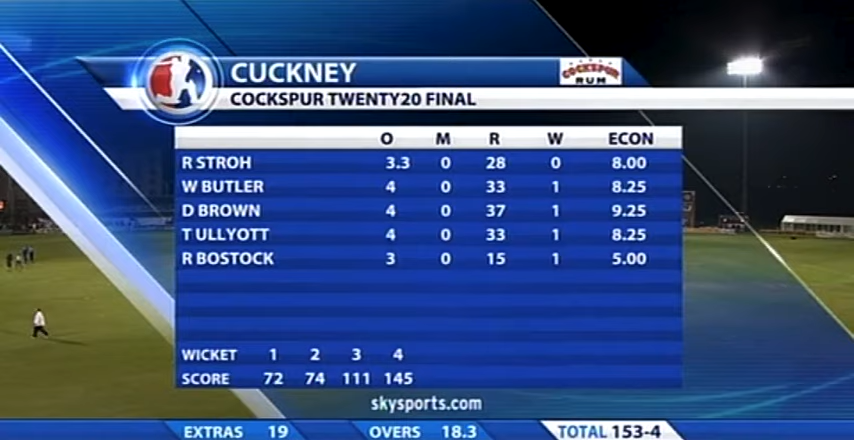 CUCKNEY
COCKSPUR RUM
COCKSPUR TWENTY20 FINAL
O M R W ECON
R STROH 3.3 0 28 0 8.00
W BUTLER 4 0 33 1 8.25
D BROWN 4 0 37 1 9.25
T ULLYOTT 4 0 33 1 8.25
R BOSTOCK 3 0 15 1 5.00
WICKET 1 2 3 4
SCORE 72 74 111 145
skysports.com
EXTRAS 19 OVERS 18.3 TOTAL 153-4